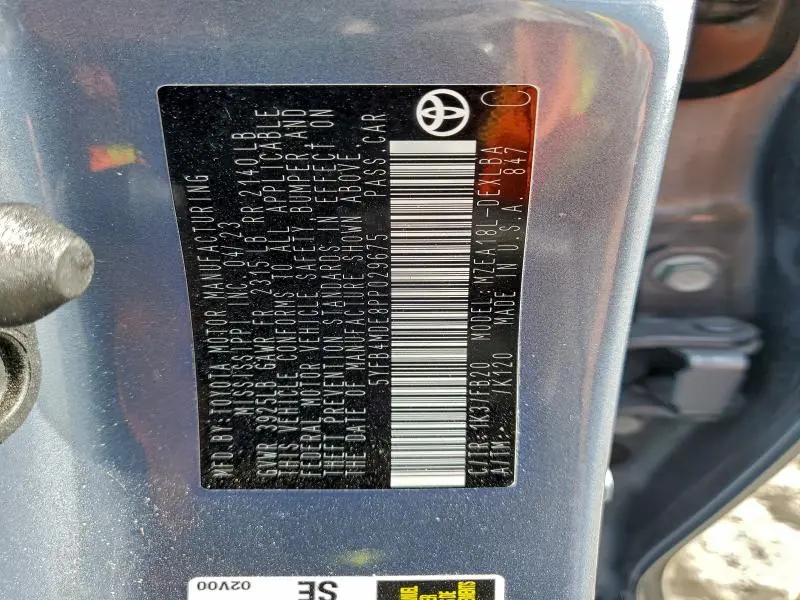 MFD BY:TOYOTA MOTOR MANUFACTURING
MISSISSIPPI INC. 04/23
GVWR 3925LB GAWR FR 2315LB RR 2140LB
THIS VEHICLE CONFORMS TO ALL APPLICABLE
FEDERAL MOTOR VEHICLE SAFETY, BUMPER, AND
THEFT PREVENTION STANDARDS IN EFFECT ON
THE DATE OF MANUFACTURE SHOWN ABOVE.
5YFB4MDE8PP029675 PASS.CAR
C/TR:1K3/FB20 MODEL:MZEA18L-DEXLBA
A/TM:-/K120 MADE IN U.S.A. 847
C
02V00
SE